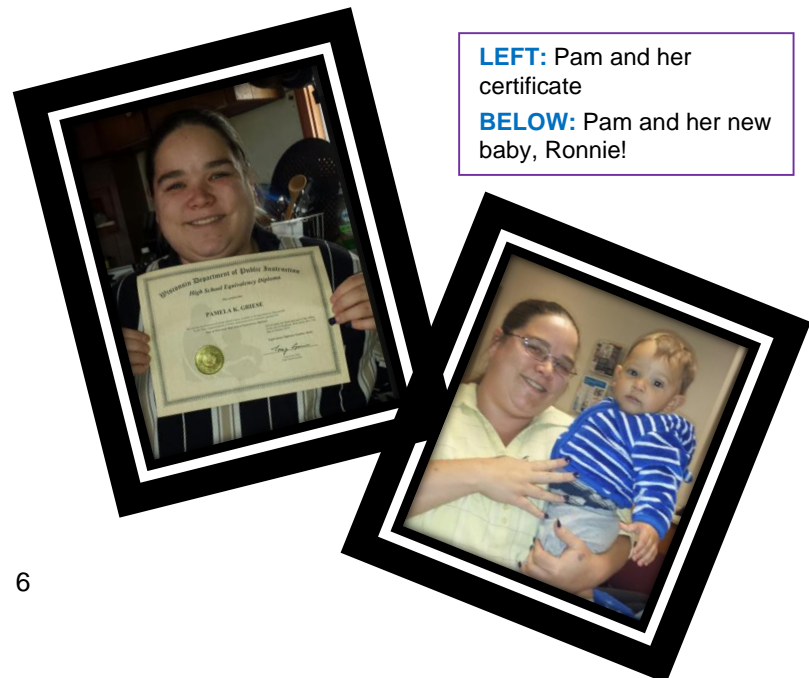 LEFT: Pam and her
certificate
BELOW: Pam and her new
baby, Ronnie!
Wisconsin Department of Public Instruction
High School Equivalency Diploma
PAMELA K. GRIESE
6